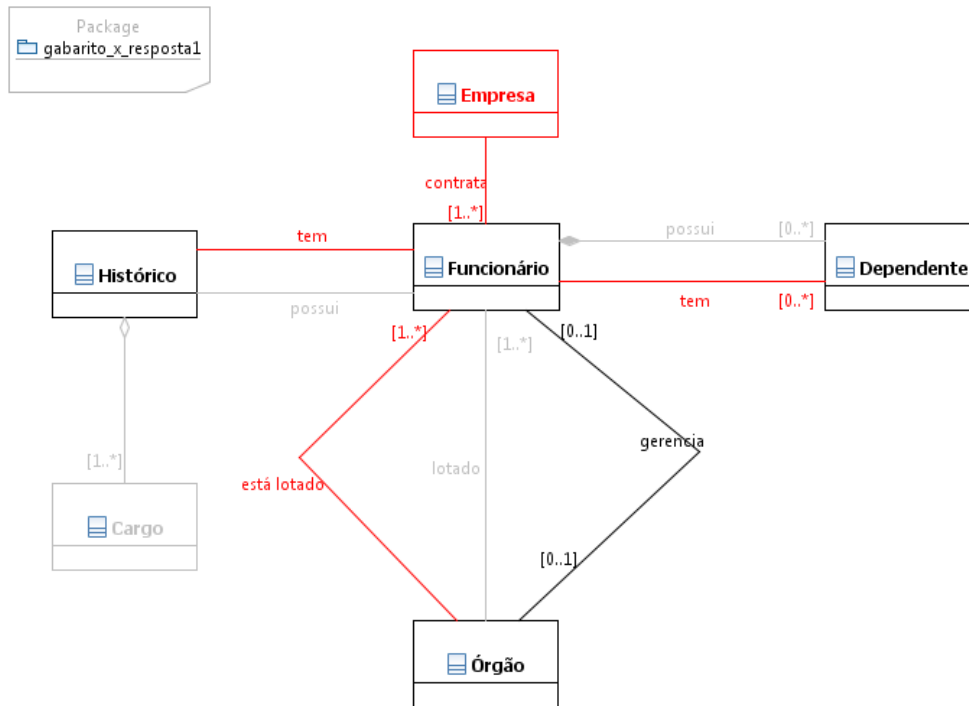 Package
gabarito_x_resposta1
Empresa
contrata
[1..*]
tem
possui
[0..*]
Histórico
Funcionário
Dependente
possui
tem
[0..*]
[1..*]
[1..*]
[0..1]
gerencia
[1..*]
lotado
está lotado
Cargo
[0..1]
Órgão